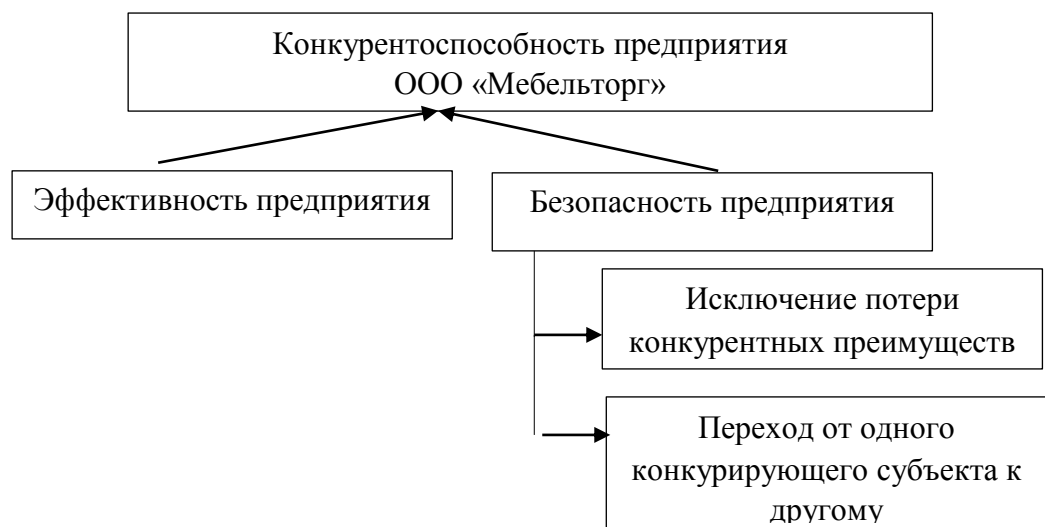 Конкурентоспособность предприятия
ООО «Мебельторг»
Эффективность предприятия
Безопасность предприятия
Исключение потери
конкурентных преимуществ
Переход от одного
конкурирующего субъекта к
другому